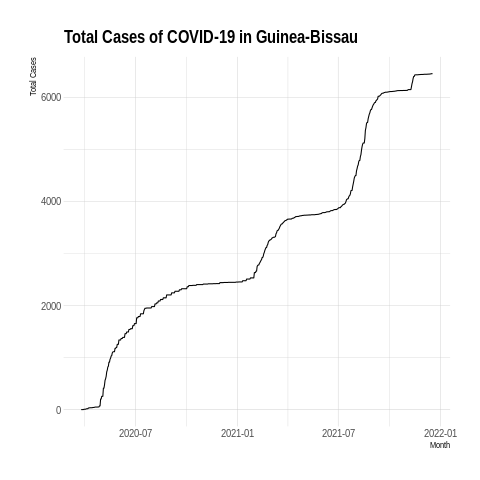 Total Cases of COVID-19 in Guinea-Bissau
Total Cases
6000
4000
2000
0
2020-07 2021-01 2021-07 2022-01
Month